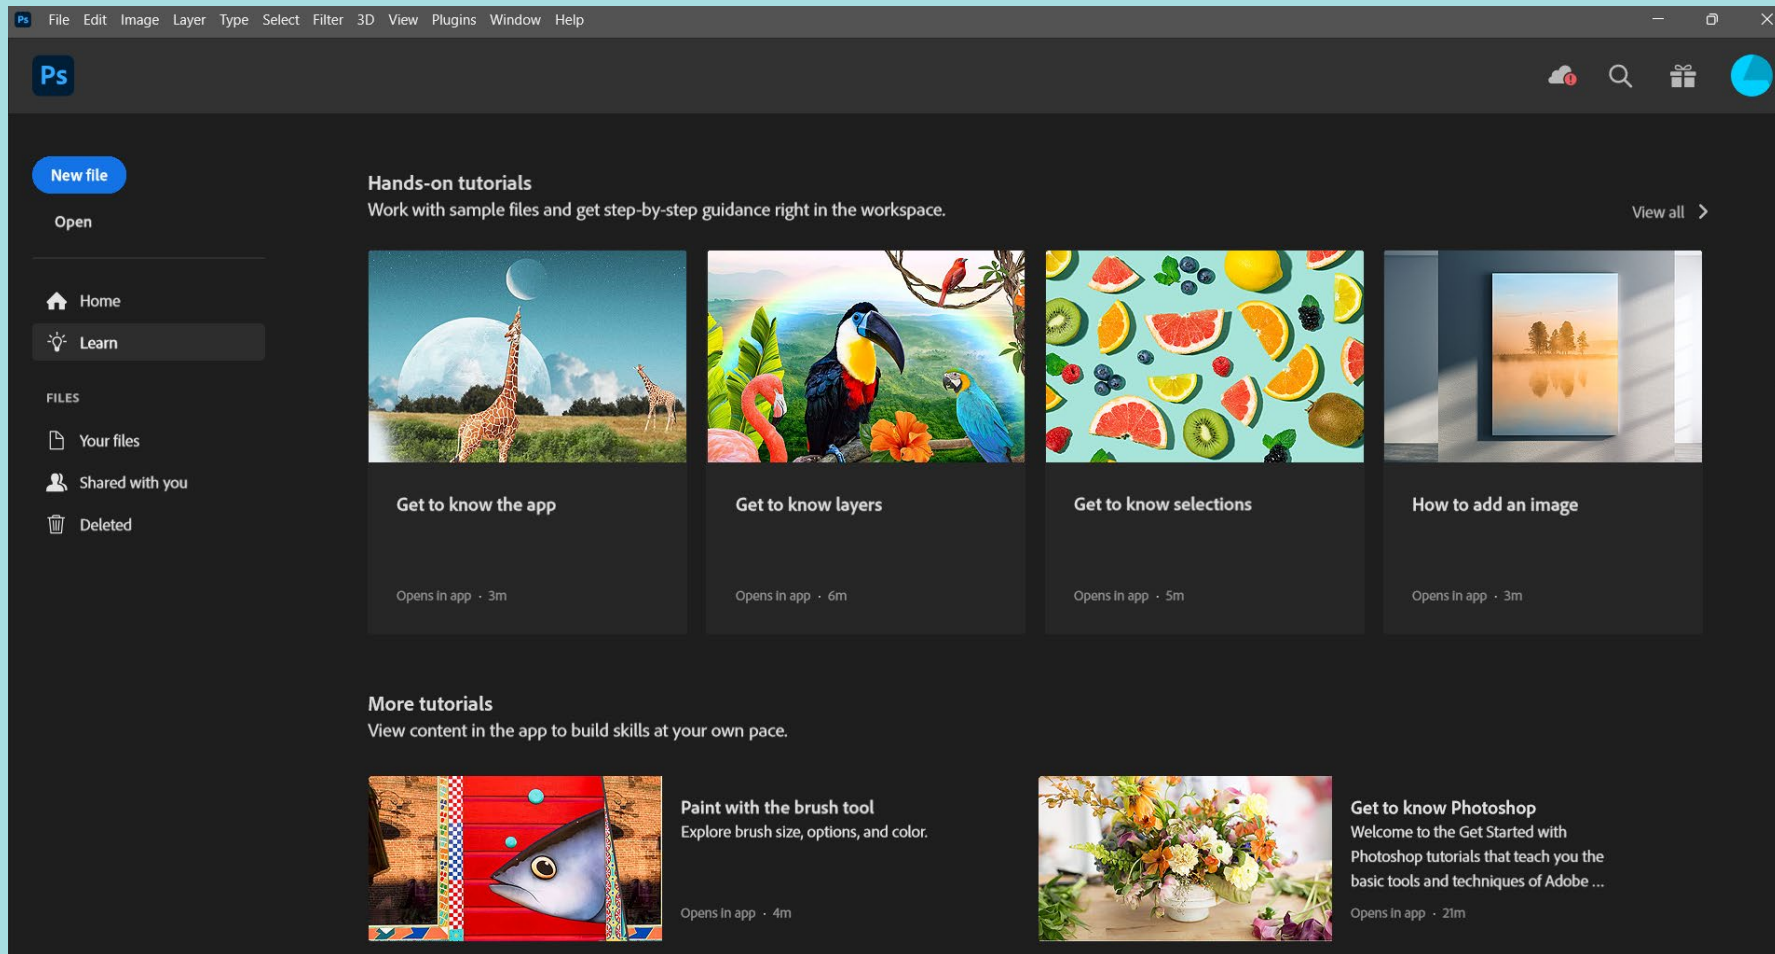 Ps File Edit Image Layer Type Select Filter 3D View Plugins Window Help
Ps
New file
Open
Home
Learn
FILES
Your files
Shared with you
Deleted
Hands-on tutorials
Work with sample files and get step-by-step guidance right in the workspace.
View all
Get to know the app
Opens in app · 3m
Get to know layers
Opens in app · 6m
Get to know selections
Opens in app · 5m
How to add an image
Opens in app · 3m
More tutorials
View content in the app to build skills at your own pace.
Paint with the brush tool
Explore brush size, options, and color.
Opens in app · 4m
Get to know Photoshop
Welcome to the Get Started with
Photoshop tutorials that teach you the
basic tools and techniques of Adobe ...
Opens in app · 21m